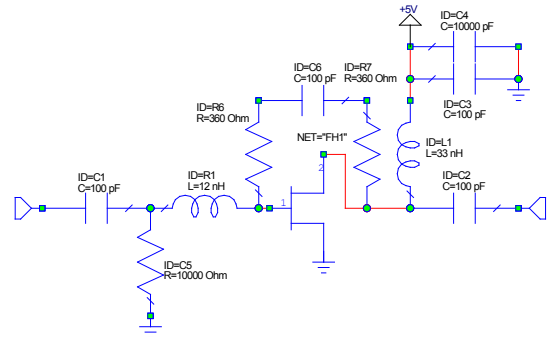 +5V
ID=C4
C=10000 pF
ID=C6
C=100 pF
ID=R7
R=360 Ohm
ID=R6
R=360 Ohm
ID=C3
C=100 pF
NET="FH1"
ID=L1
L=33 nH
ID=C1
C=100 pF
ID=R1
L=12 nH
2
1
ID=C2
C=100 pF
ID=C5
R=10000 Ohm